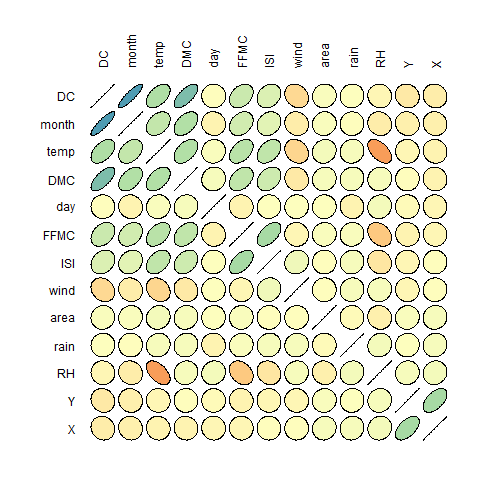 DC month temp DMC day FFMC ISI wind area rain RH Y X
DC
month
temp
DMC
day
FFMC
ISI
wind
area
rain
RH
Y
X